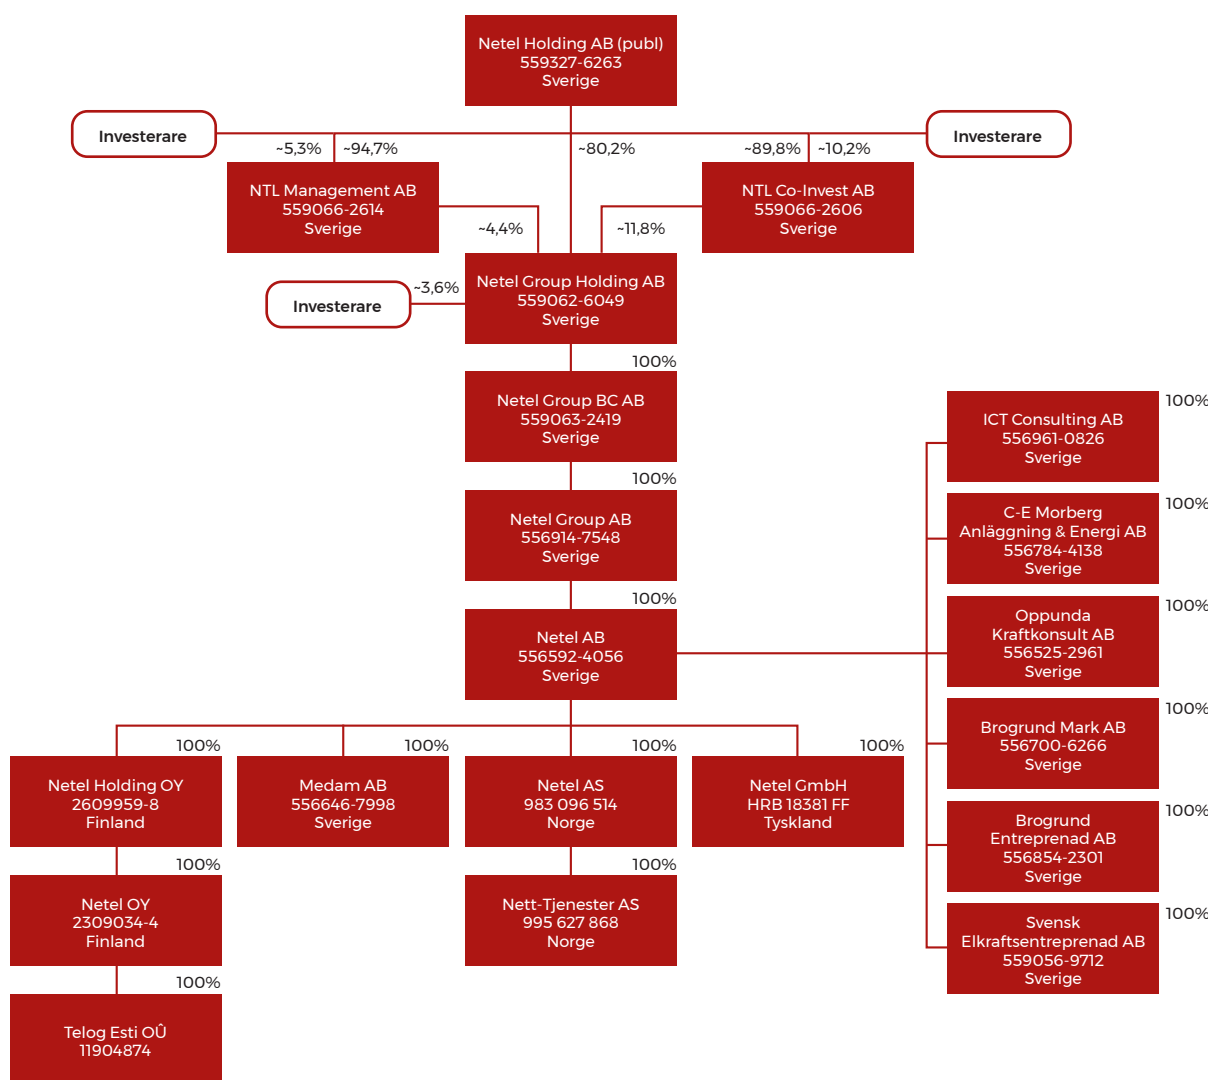 Netel Holding AB (publ)
559327-6263
Sverige
Investerare
Investerare
~5,3%
~94,7%
~80,2%
~89,8%
~10,2%
NTL Management AB
559066-2614
Sverige
NTL Co-Invest AB
559066-2606
Sverige
~4,4%
~11,8%
Netel Group Holding AB
559062-6049
Sverige
~3,6%
Investerare
100%
Netel Group BC AB
559063-2419
Sverige
100%
Netel Group AB
556914-7548
Sverige
100%
Netel AB
556592-4056
Sverige
100%
ICT Consulting AB
556961-0826
Sverige
100%
C-E Morberg
Anläggning & Energi AB
556784-4138
Sverige
100%
Oppunda
Kraftkonsult AB
556525-2961
Sverige
100%
Brogrund Mark AB
556700-6266
Sverige
100%
Brogrund
Entreprenad AB
556854-2301
Sverige
100%
Svensk
Elkraftsentreprenad AB
559056-9712
Sverige
100%
Netel Holding OY
2609959-8
Finland
100%
Medam AB
556646-7998
Sverige
100%
Netel AS
983 096 514
Norge
100%
Netel GmbH
HRB 18381 FF
Tyskland
100%
Netel OY
2309034-4
Finland
100%
Nett-Tjenester AS
995 627 868
Norge
100%
Telog Esti OÛ
11904874